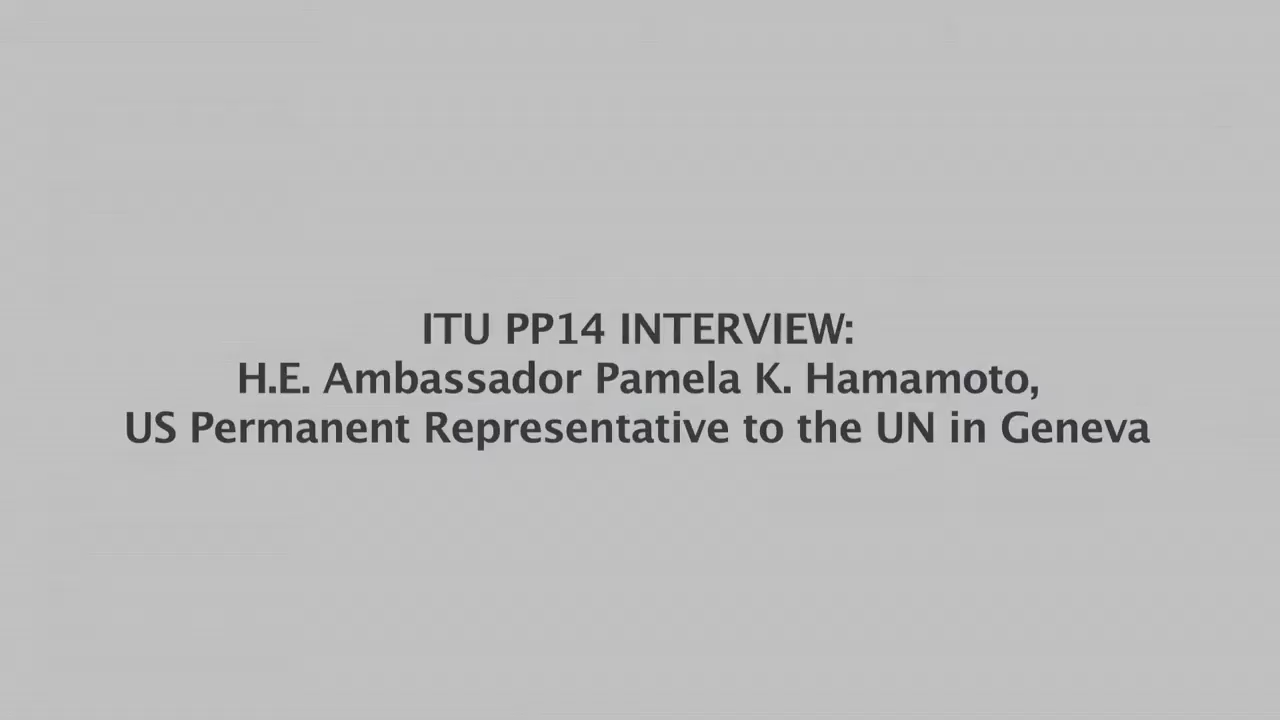 ITU PP14 INTERVIEW:
H.E. Ambassador Pamela K. Hamamoto,
US Permanent Representative to the UN in Geneva